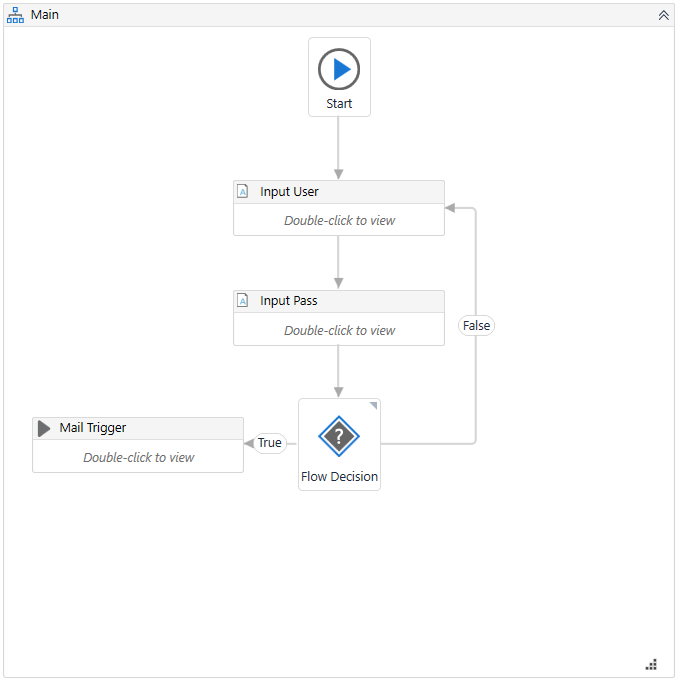 Main
Start
Input User
Double-click to view
Input Pass
Double-click to view
False
Mail Trigger
Double-click to view
True
?
Flow Decision